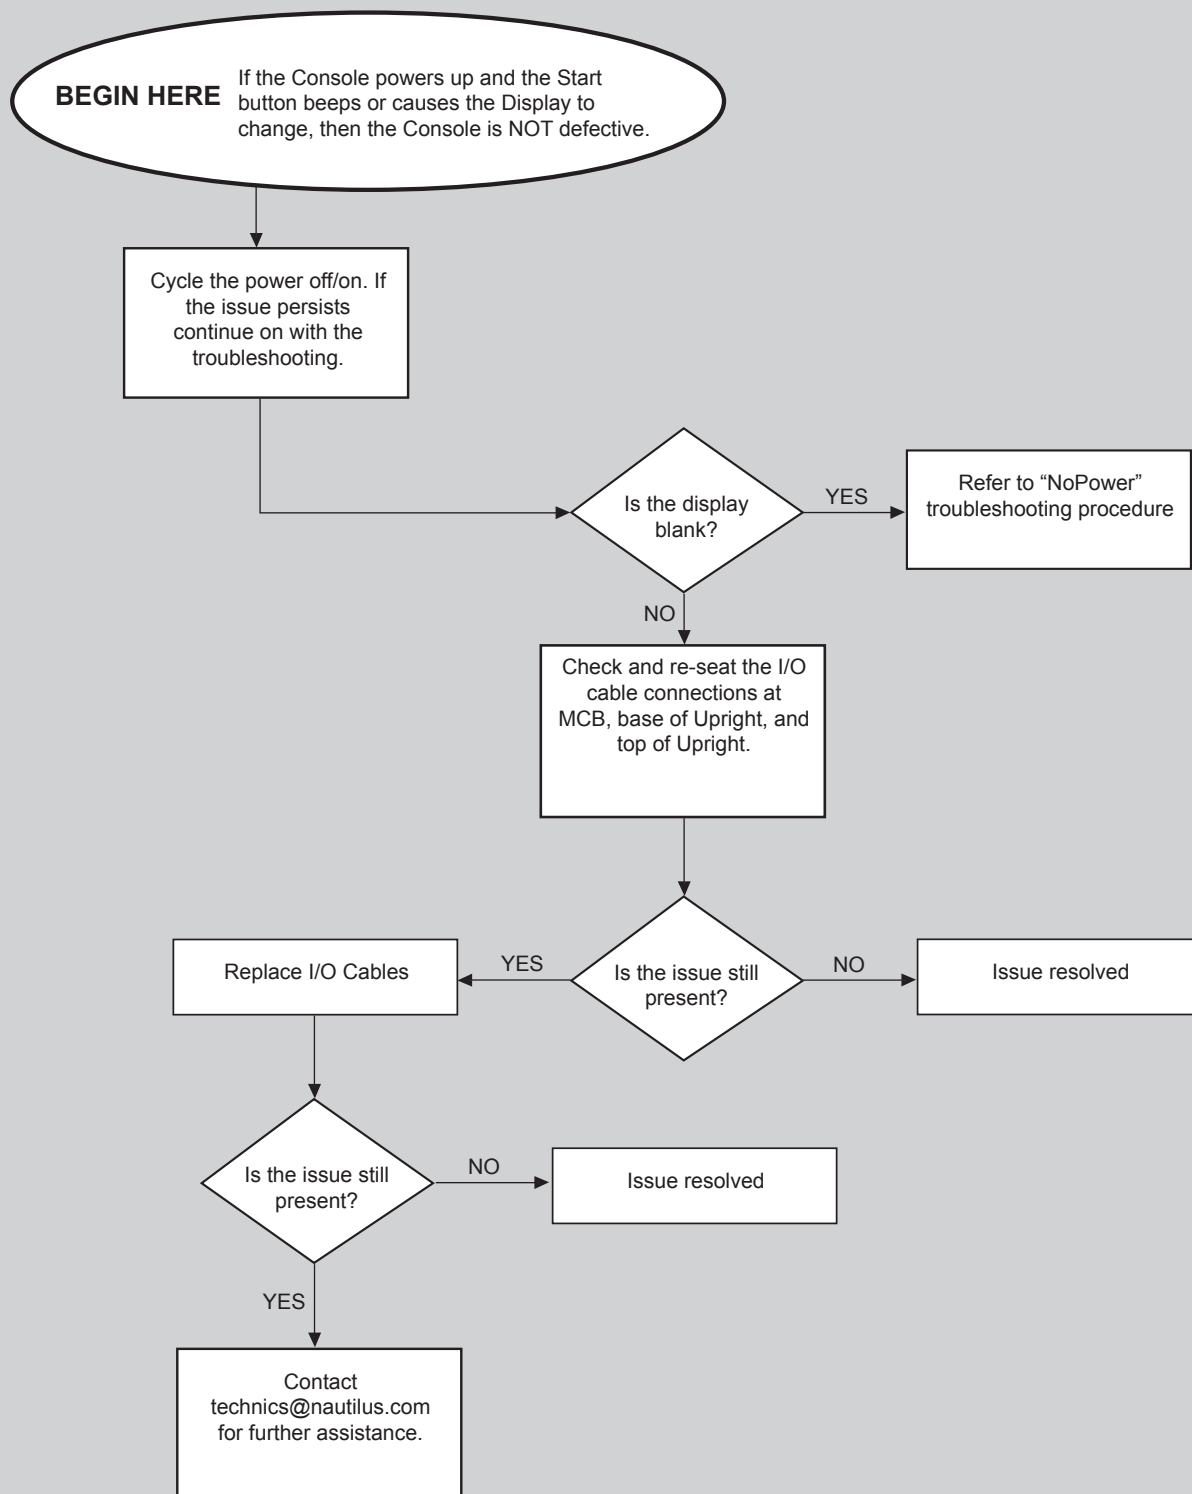 BEGIN HERE
If the Console powers up and the Start
button beeps or causes the Display to
change, then the Console is NOT defective.
Cycle the power off/on. If
the issue persists
continue on with the
troubleshooting.
Is the display
blank?
YES
Refer to “NoPower”
troubleshooting procedure
NO
Check and re-seat the I/O
cable connections at
MCB, base of Upright, and
top of Upright.
Is the issue still
present?
NO
Issue resolved
YES
Replace I/O Cables
Is the issue still
present?
NO
Issue resolved
YES
Contact
technics@nautilus.com
for further assistance.